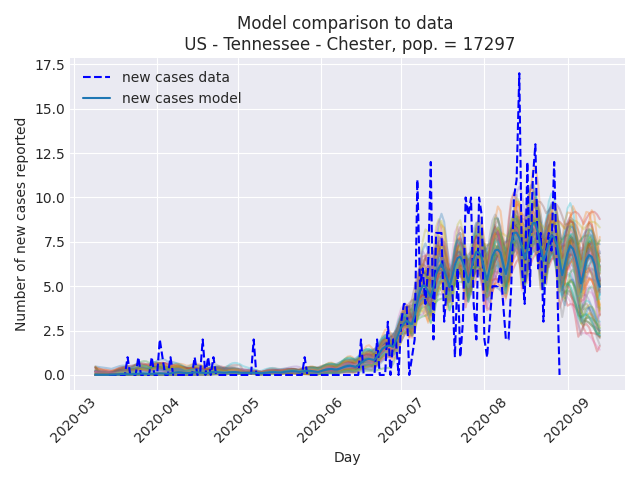 Model comparison to data
US - Tennessee - Chester, pop. = 17297
17.5
15.0
12.5
10.0
7.5
5.0
2.5
0.0
Number of new cases reported
new cases data
new cases model
2020-03
2020-04
2020-05
2020-06
2020-07
2020-08
2020-09
Day